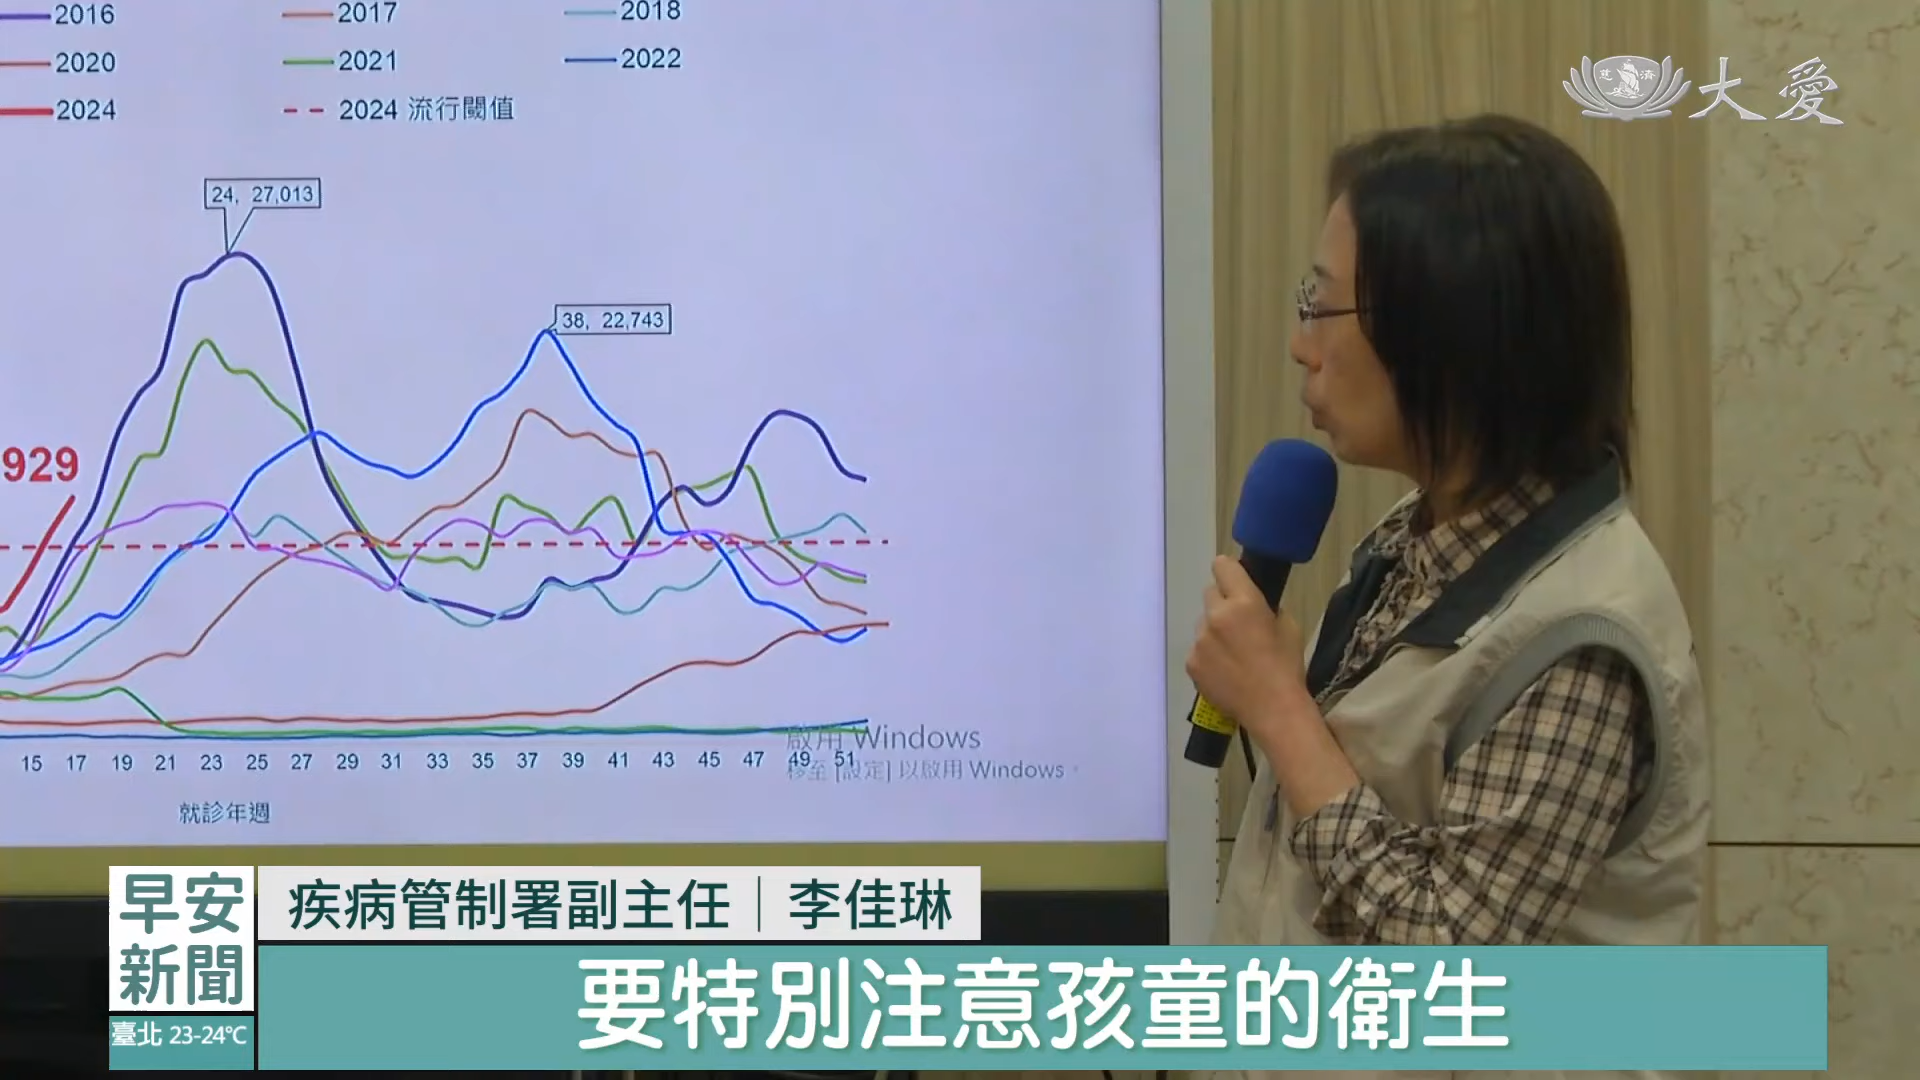 2016 2017 2018
2020 2021 2022
2024 2024 流行閾值
慈濟
大愛
24, 27,013
38, 22,743
929
啟用 Windows
移至 [設定] 以啟用 Windows。
15 17 19 21 23 25 27 29 31 33 35 37 39 41 43 45 47 49 51
就診年週
早安
新聞
臺北 23-24℃
疾病管制署副主任｜李佳琳
要特別注意孩童的衛生